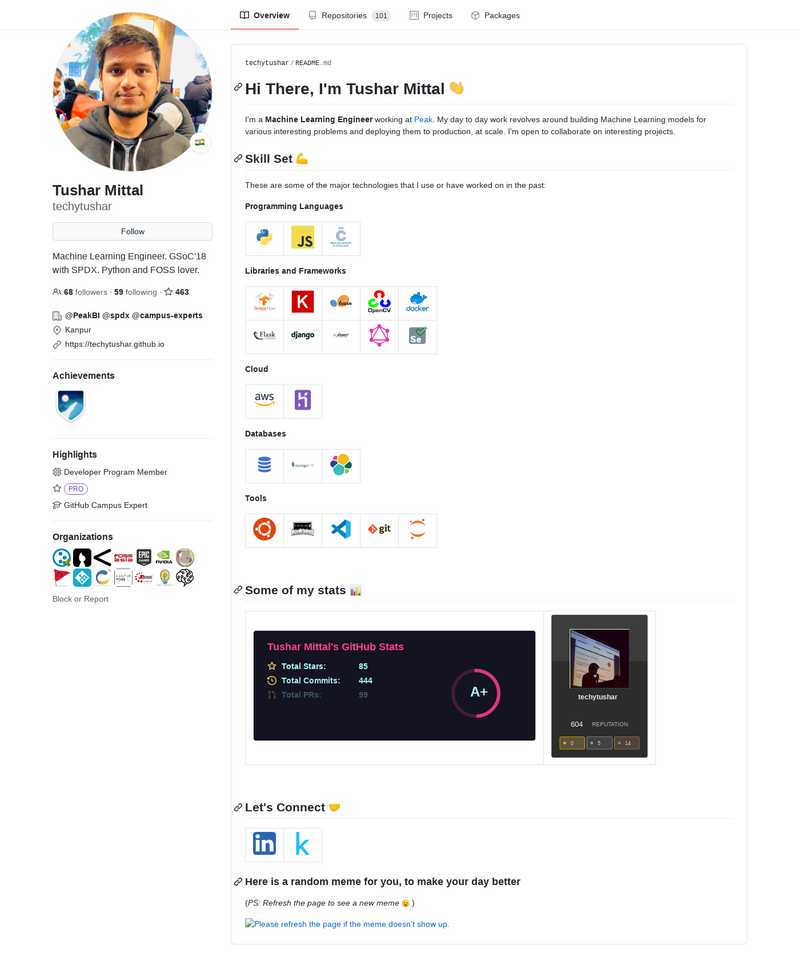 Overview
Repositories 101
Projects
Packages
techytushar / README.md
Hi There, I'm Tushar Mittal 👋
I'm a Machine Learning Engineer working at Peak. My day to day work revolves around building Machine Learning models for
various interesting problems and deploying them to production, at scale. I'm open to collaborate on interesting projects.
Skill Set 💪
These are some of the major technologies that I use or have worked on in the past:
Programming Languages
JS
C
Libraries and Frameworks
K
OpenCV
docker
Flask
django
Se
Cloud
aws
Databases
Tools
git
Some of my stats 📊
Tushar Mittal's GitHub Stats
Total Stars: 85
Total Commits: 444
Total PRs: 99
A+
techytushar
604 REPUTATION
0 5 14
Let's Connect 🤝
in
k
Here is a random meme for you, to make your day better
(PS: Refresh the page to see a new meme 😉 )
Please refresh the page if the meme doesn't show up.
Tushar Mittal
techytushar
Follow
Machine Learning Engineer. GSoC'18
with SPDX. Python and FOSS lover.
68 followers · 59 following · 463
@PeakBI @spdx @campus-experts
Kanpur
https://techytushar.github.io
Achievements
Highlights
Developer Program Member
PRO
GitHub Campus Expert
Organizations
EPIC
NVIDIA
Block or Report